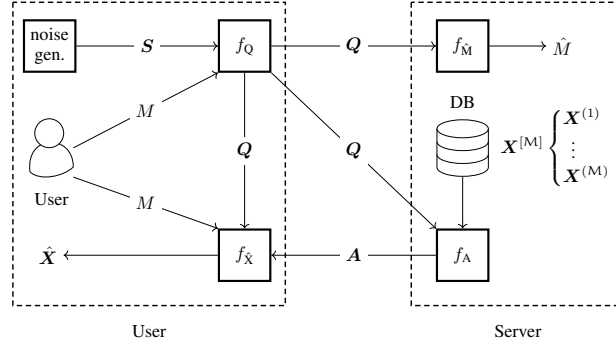 noise
gen.
S
f_Q
Q
f_M̂
M̂
M
DB
Q
Q
X^[M]
X^(1)
⋮
X^(M)
User
M
X̂
f_X̂
A
f_A
User
Server